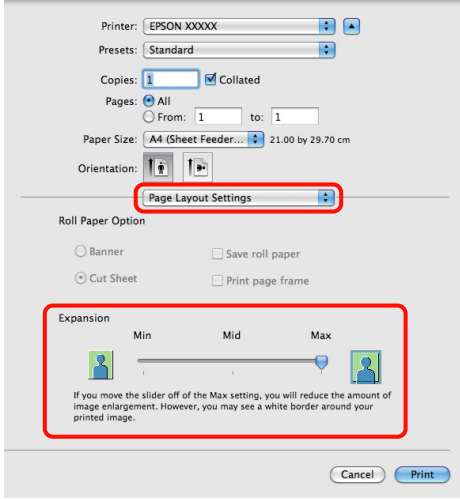 Printer: EPSON XXXXX
Presets: Standard
Copies: 1 Collated
Pages: All
From: 1 to: 1
Paper Size: A4 (Sheet Feeder... 21.00 by 29.70 cm
Orientation:
Page Layout Settings
Roll Paper Option
Banner Save roll paper
Cut Sheet Print page frame
Expansion
Min Mid Max
If you move the slider off of the Max setting, you will reduce the amount of
image enlargement. However, you may see a white border around your
printed image.
Cancel Print